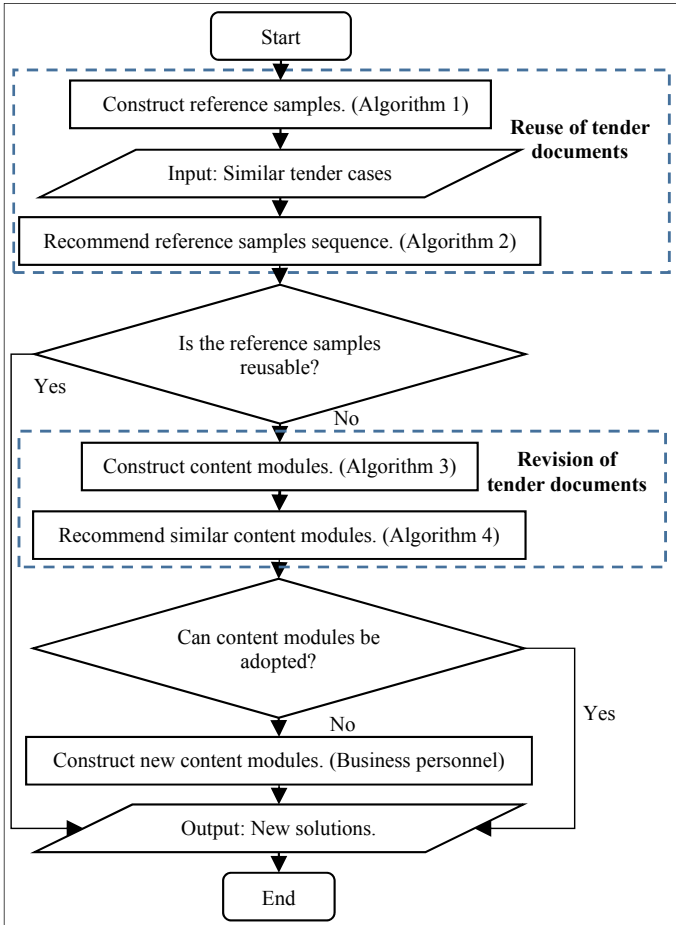 Start
Construct reference samples. (Algorithm 1)
Reuse of tender
documents
Input: Similar tender cases
Recommend reference samples sequence. (Algorithm 2)
Is the reference samples
reusable?
Yes
No
Construct content modules. (Algorithm 3)
Revision of
tender documents
Recommend similar content modules. (Algorithm 4)
Can content modules be
adopted?
Yes
No
Construct new content modules. (Business personnel)
Output: New solutions.
End